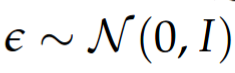 ϵ ∼ 𝒩(0, I)